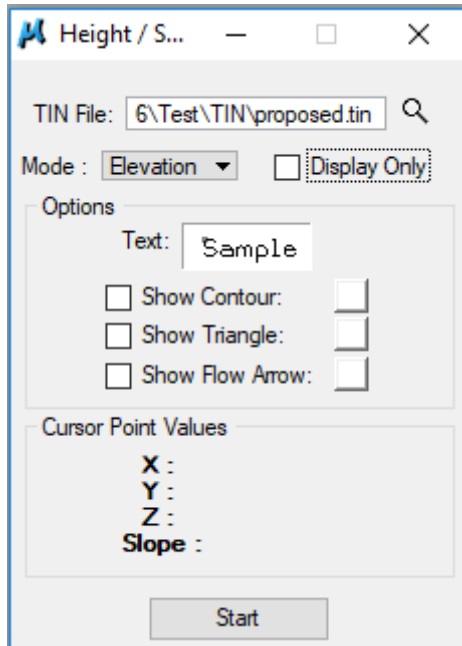 Height / S...
TIN File: 6\Test\TIN\proposed.tin
Mode : Elevation Display Only
Options
Text: Sample
Show Contour:
Show Triangle:
Show Flow Arrow:
Cursor Point Values
X :
Y :
Z :
Slope :
Start